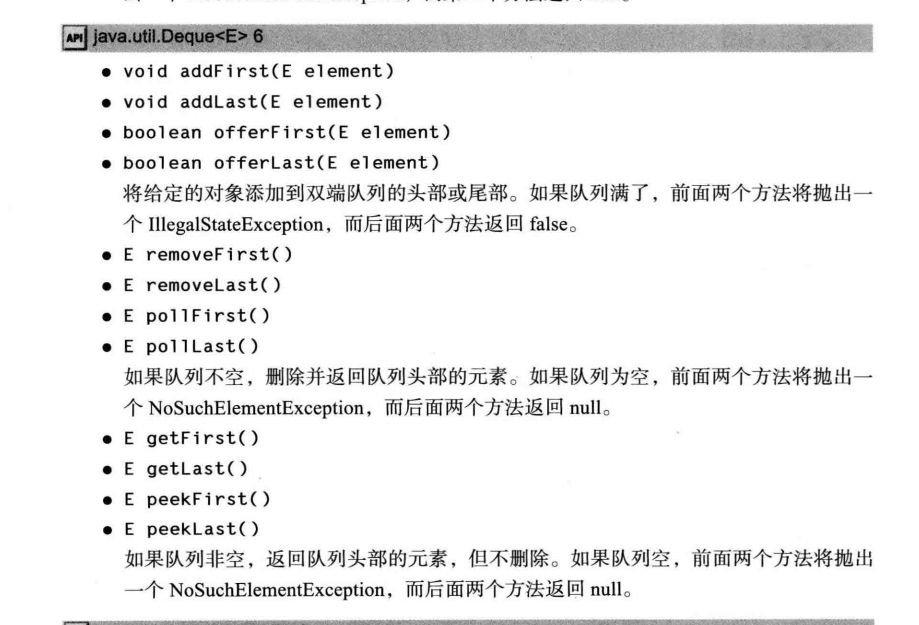 API java.util.Deque<E> 6
• void addFirst(E element)
• void addLast(E element)
• boolean offerFirst(E element)
• boolean offerLast(E element)
将给定的对象添加到双端队列的头部或尾部。如果队列满了，前面两个方法将抛出一
个 IllegalStateException，而后面两个方法返回 false。
• E removeFirst()
• E removeLast()
• E pollFirst()
• E pollLast()
如果队列不空，删除并返回队列头部的元素。如果队列为空，前面两个方法将抛出一
个 NoSuchElementException，而后面两个方法返回 null。
• E getFirst()
• E getLast()
• E peekFirst()
• E peekLast()
如果队列非空，返回队列头部的元素，但不删除。如果队列空，前面两个方法将抛出
一个 NoSuchElementException，而后面两个方法返回 null。